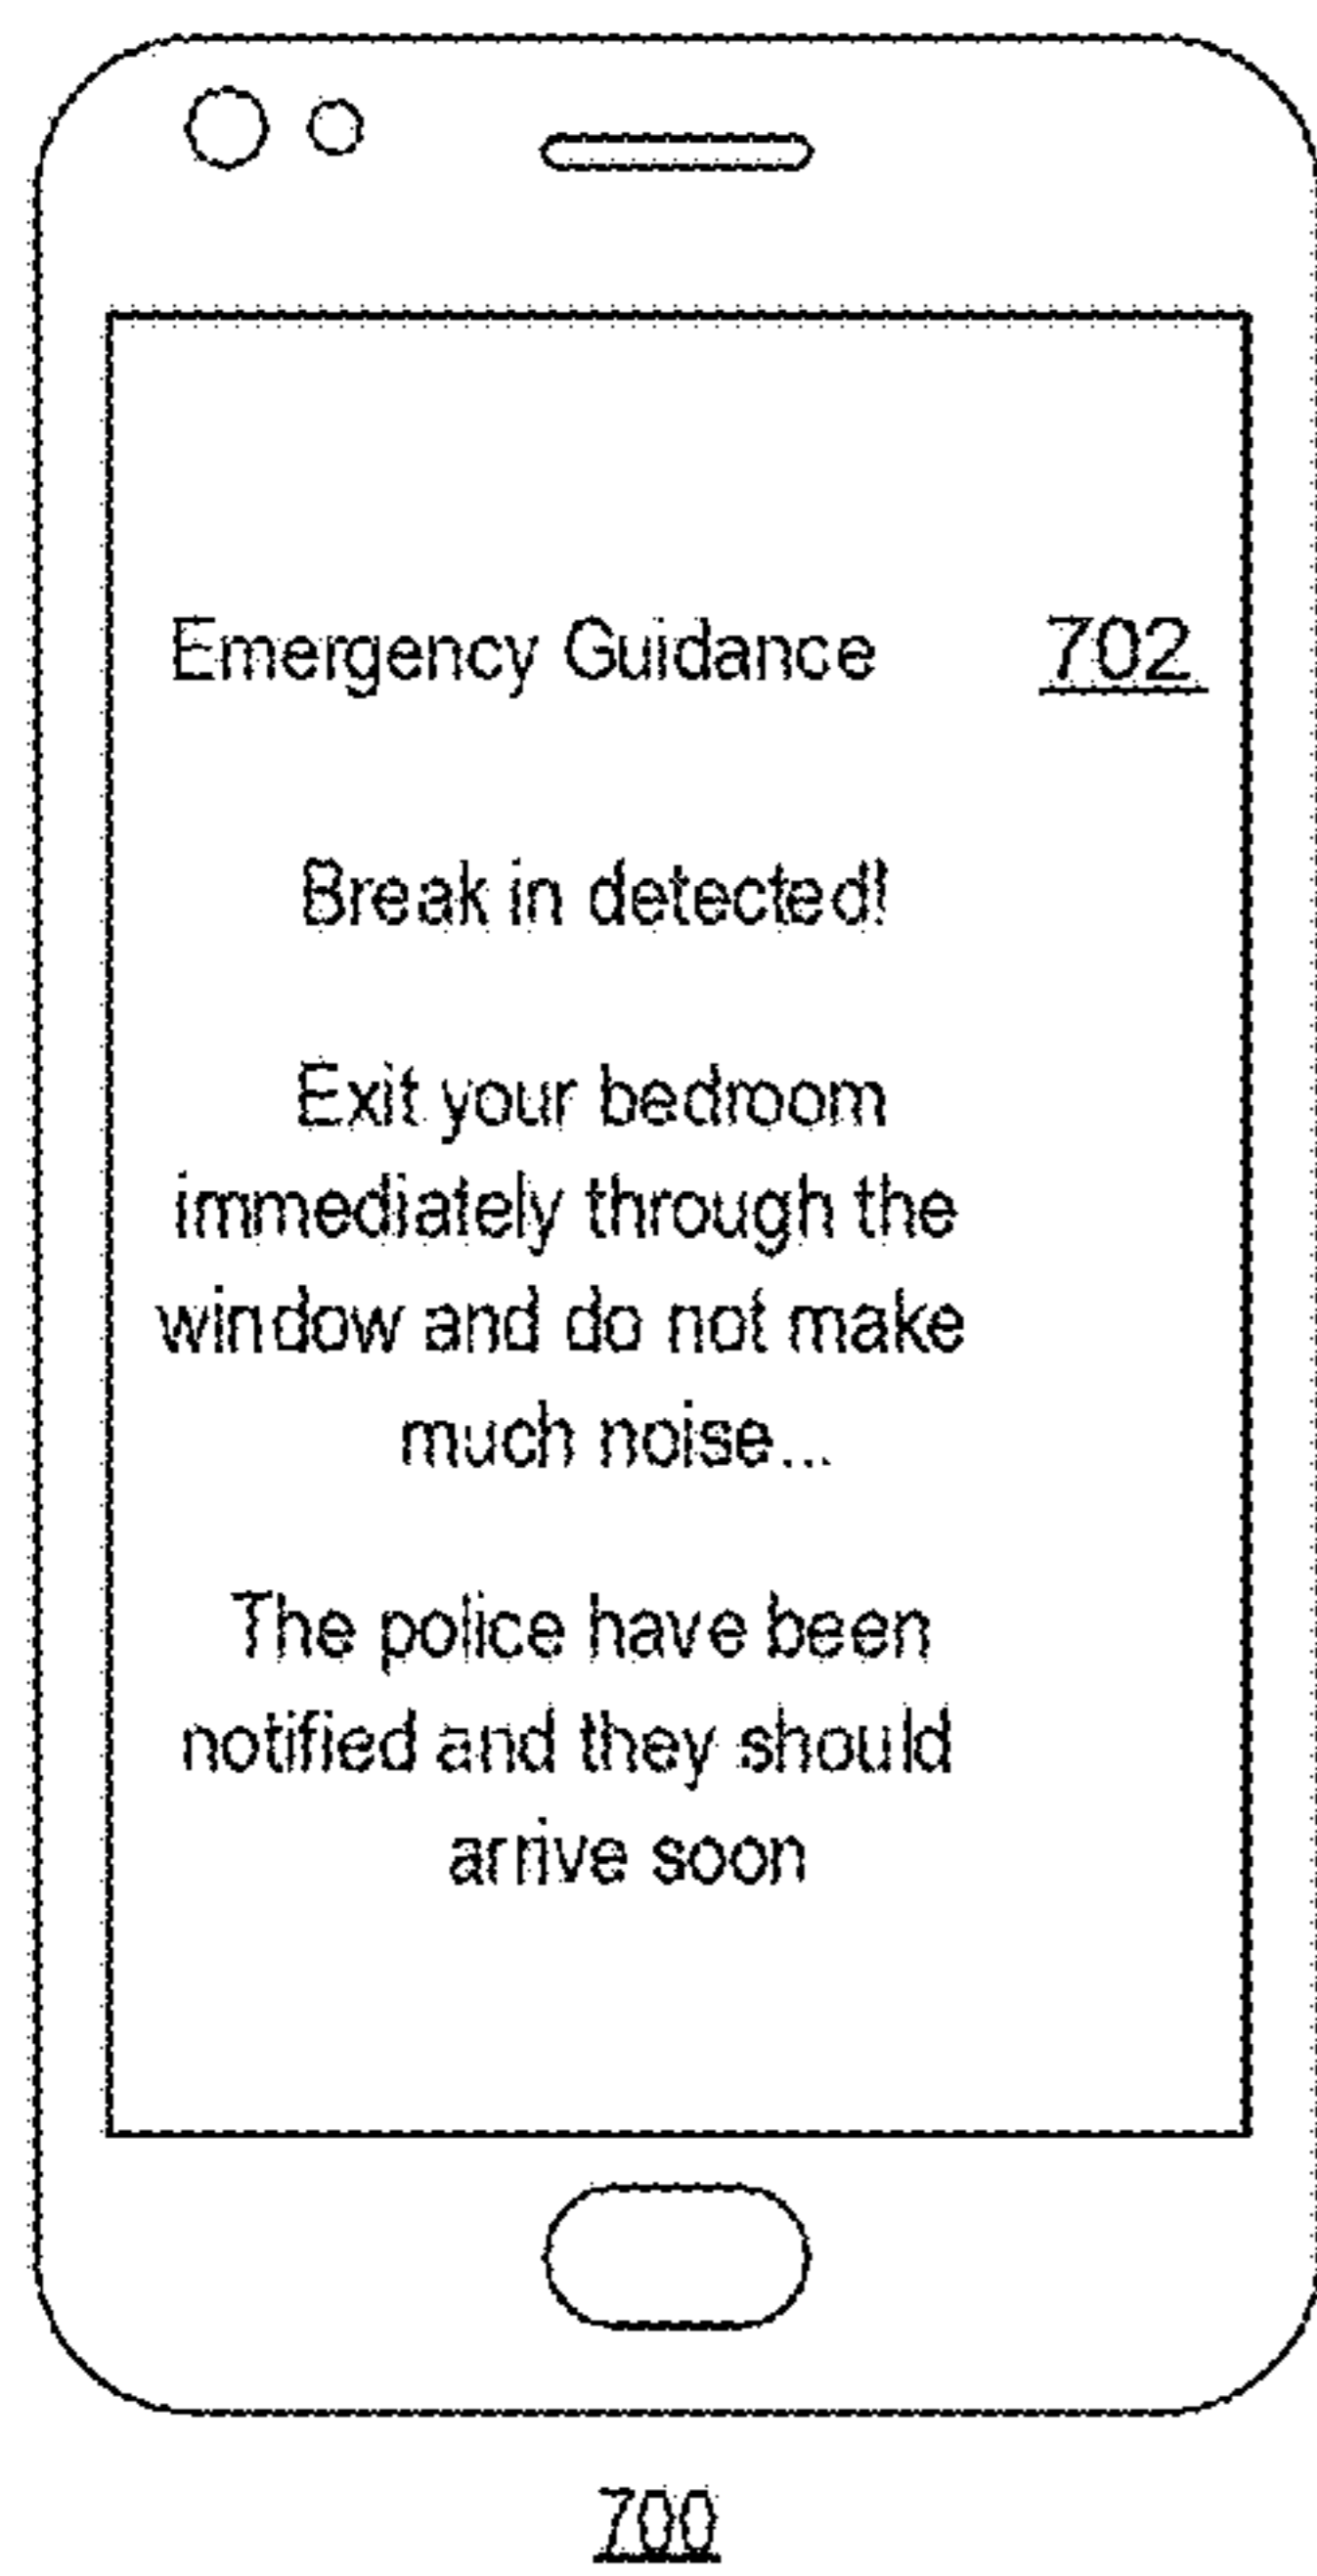 Emergency Guidance 702
Break in detected!
Exit your bedroom
immediately through the
window and do not make
much noise...
The police have been
notified and they should
arrive soon
700